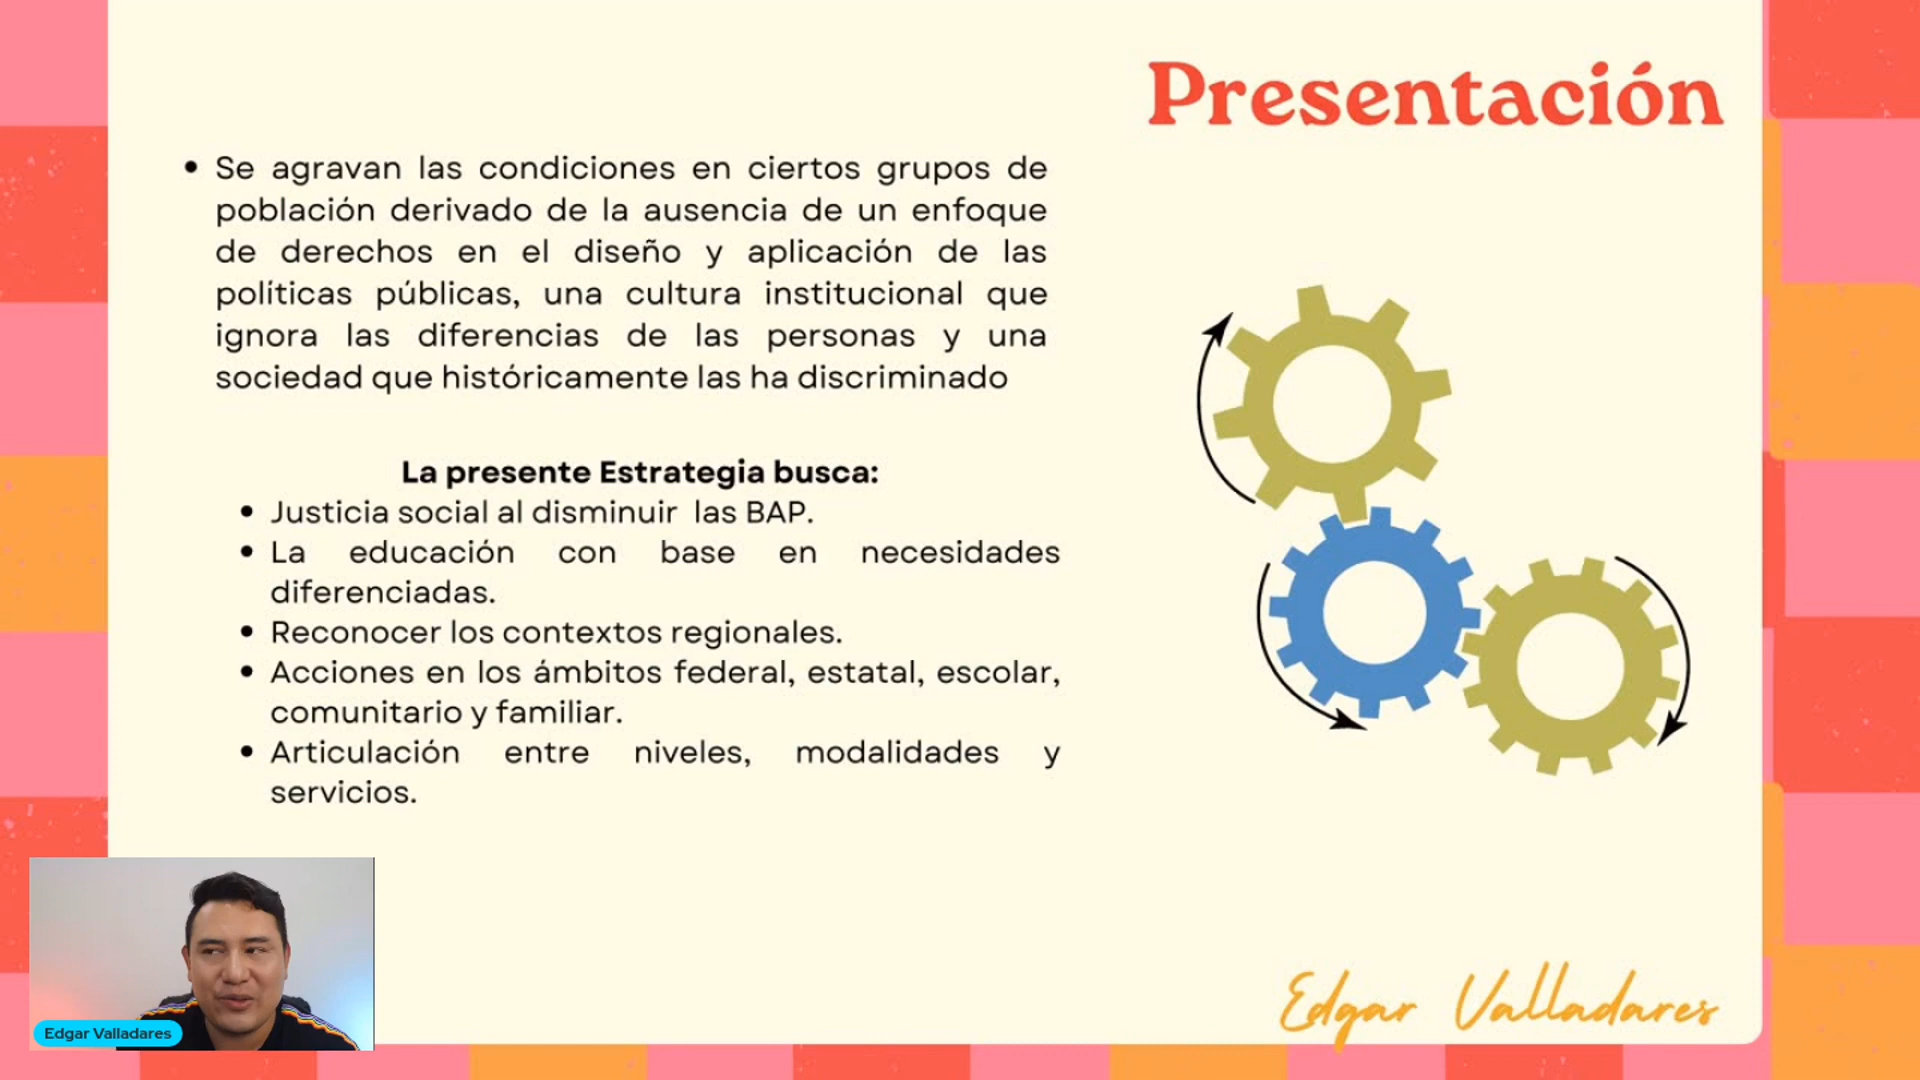 Presentación
• Se agravan las condiciones en ciertos grupos de
población derivado de la ausencia de un enfoque
de derechos en el diseño y aplicación de las
políticas públicas, una cultura institucional que
ignora las diferencias de las personas y una
sociedad que históricamente las ha discriminado
La presente Estrategia busca:
• Justicia social al disminuir las BAP.
• La educación con base en necesidades
diferenciadas.
• Reconocer los contextos regionales.
• Acciones en los ámbitos federal, estatal, escolar,
comunitario y familiar.
• Articulación entre niveles, modalidades y
servicios.
Edgar Valladares
Edgar Valladares